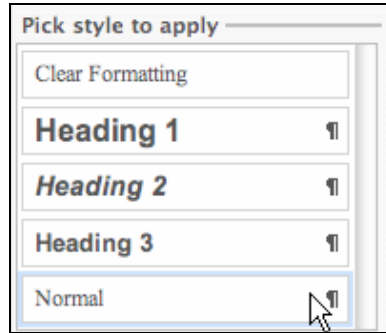 Pick style to apply
Clear Formatting
Heading 1 ¶
Heading 2 ¶
Heading 3 ¶
Normal ¶